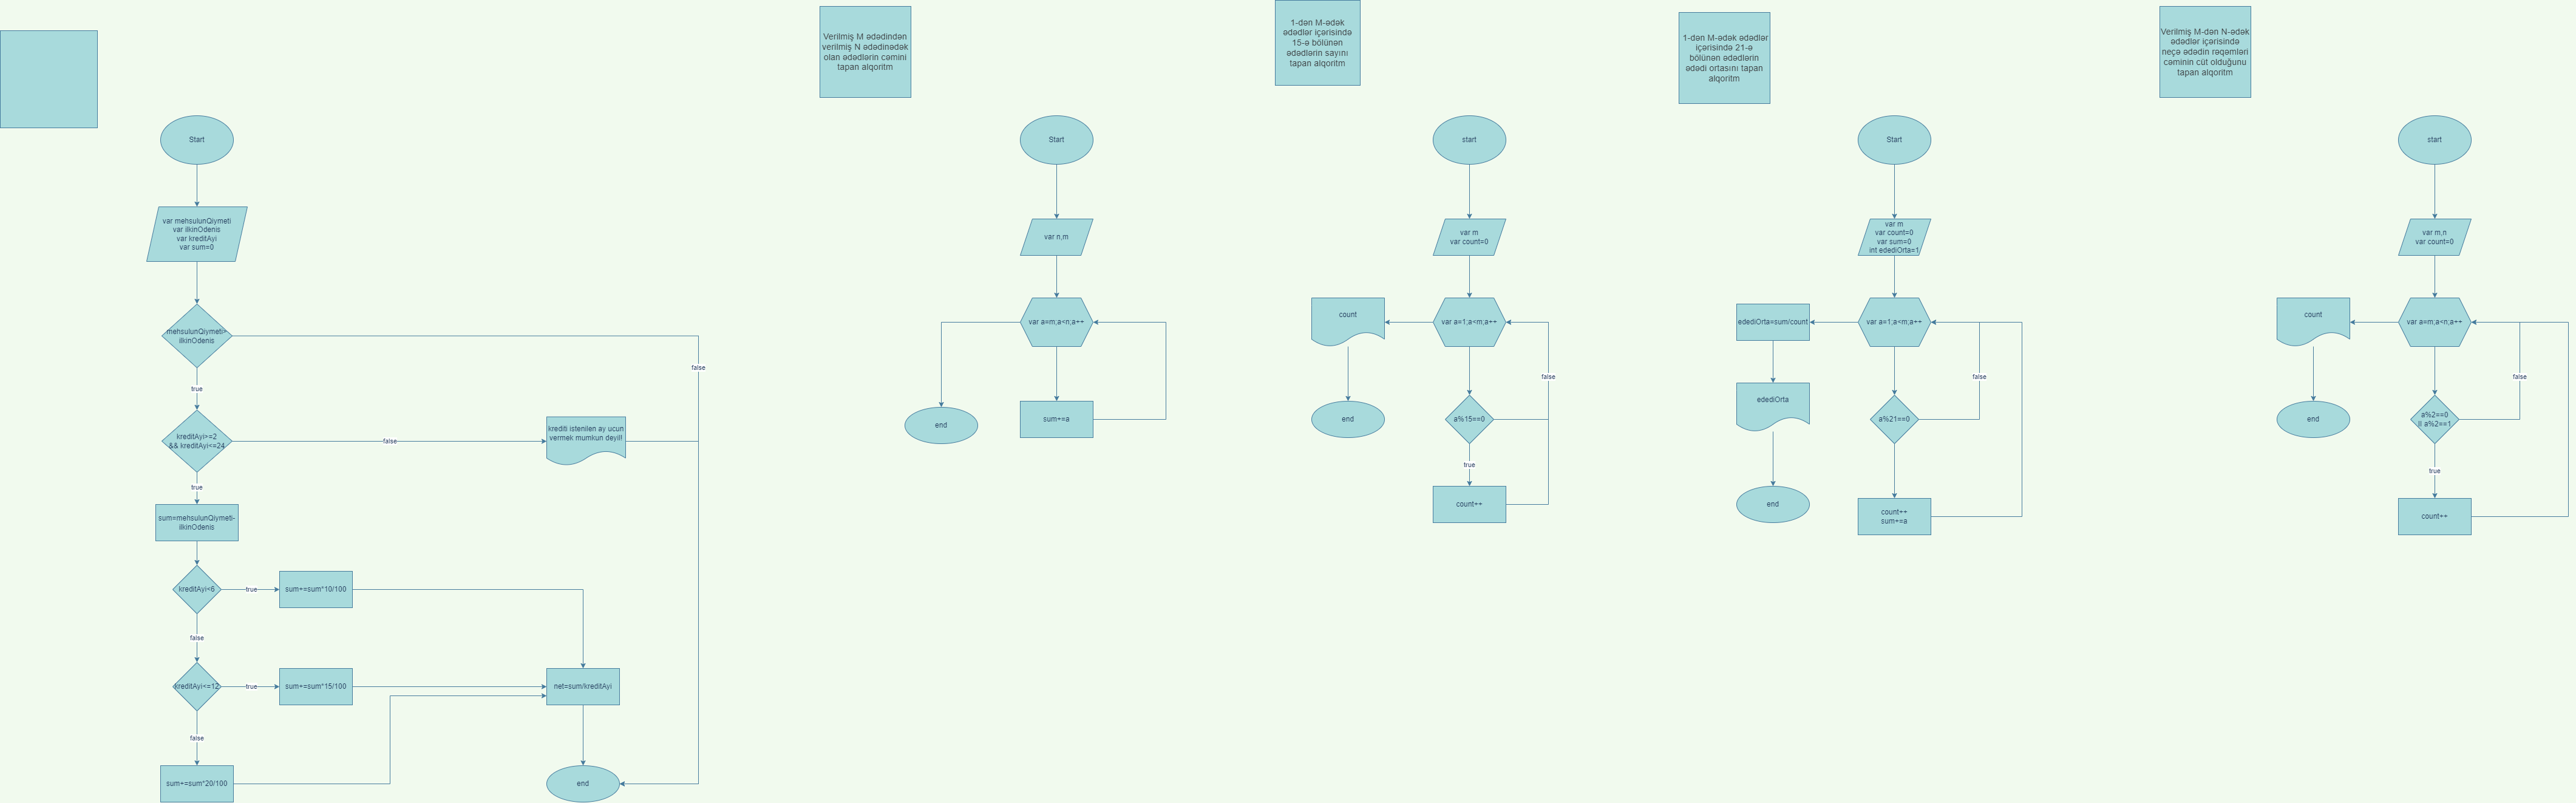 Start
var mehsulunQiymeti
var ilkinOdenis
var kreditAyi
var sum=0
mehsulunQiymeti>
ilkinOdenis
false
true
kreditAyi>=2
&& kreditAyi<=24
false
krediti istenilen ay ucun
vermek mumkun deyil!
true
sum=mehsulunQiymeti-
ilkinOdenis
kreditAyi<6
true
sum+=sum*10/100
false
kreditAyi<=12
true
sum+=sum*15/100
net=sum/kreditAyi
false
sum+=sum*20/100
end
Verilmiş M ədədindən
verilmiş N ədədinədək
olan ədədlərin cəmini
tapan alqoritm
Start
var n,m
var a=m;a<n;a++
sum+=a
end
1-dən M-ədək
ədədlər içərisində
15-ə bölünən
ədədlərin sayını
tapan alqoritm
start
var m
var count=0
count
var a=1;a<m;a++
false
end
a%15==0
true
count++
1-dən M-ədək ədədlər
içərisində 21-ə
bölünən ədədlərin
ədədi ortasını tapan
alqoritm
Start
var m
var count=0
var sum=0
int edediOrta=1
edediOrta=sum/count
var a=1;a<m;a++
false
edediOrta
a%21==0
end
count++
sum+=a
Verilmiş M-dən N-ədək
ədədlər içərisində
neçə ədədin rəqəmləri
cəminin cüt olduğunu
tapan alqoritm
start
var m,n
var count=0
count
var a=m;a<n;a++
false
end
a%2==0
|| a%2==1
true
count++